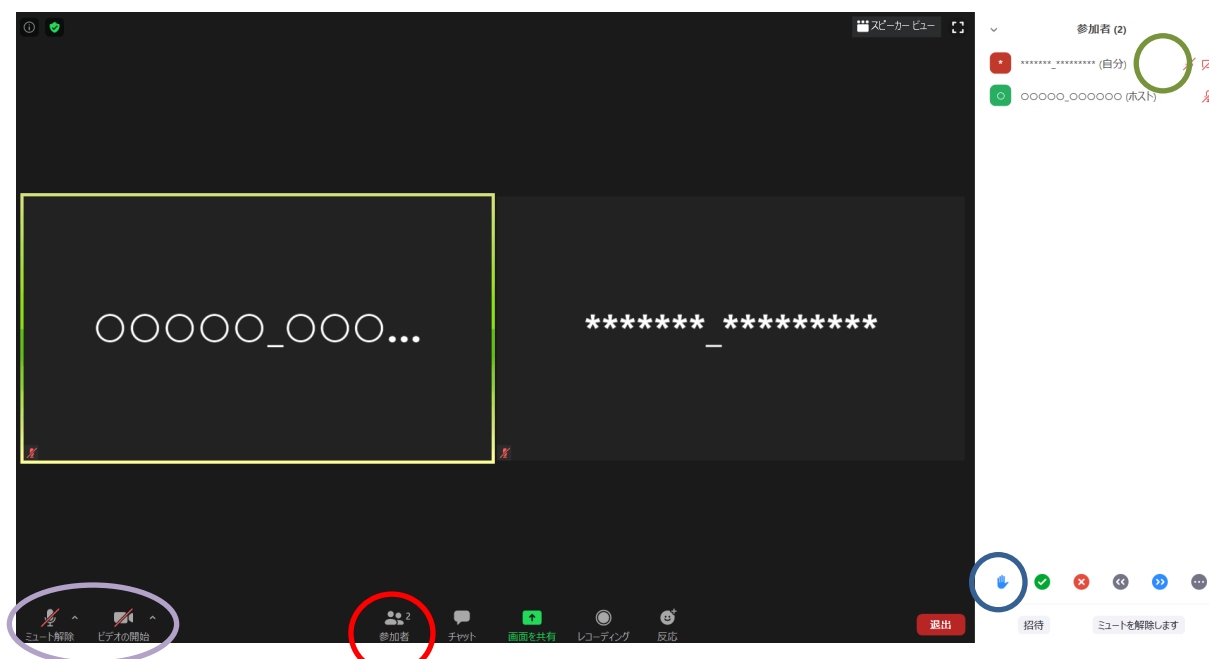 スピーカー ビュー
参加者 (2)
* *******_********* (自分)
○ ○○○○○_○○○○○○ (ホスト)
○○○○○_○○○...
*******_*********
ミュート解除
ビデオの開始
2
参加者
チャット
画面を共有
レコーディング
反応
退出
招待
ミュートを解除します